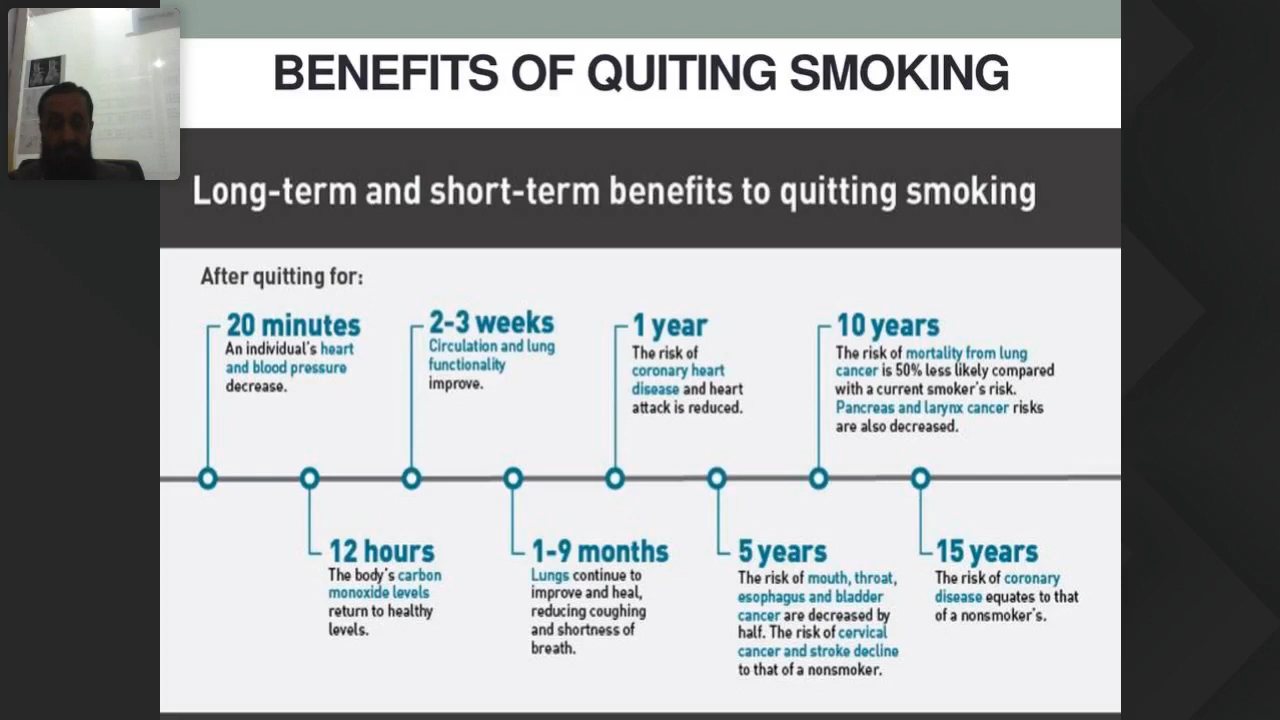 BENEFITS OF QUITING SMOKING
Long-term and short-term benefits to quitting smoking
After quitting for:
20 minutes
An individual's heart
and blood pressure
decrease.
12 hours
The body's carbon
monoxide levels
return to healthy
levels.
2-3 weeks
Circulation and lung
functionality
improve.
1-9 months
Lungs continue to
improve and heal,
reducing coughing
and shortness of
breath.
1 year
The risk of
coronary heart
disease and heart
attack is reduced.
5 years
The risk of mouth, throat,
esophagus and bladder
cancer are decreased by
half. The risk of cervical
cancer and stroke decline
to that of a nonsmoker.
10 years
The risk of mortality from lung
cancer is 50% less likely compared
with a current smoker's risk.
Pancreas and larynx cancer risks
are also decreased.
15 years
The risk of coronary
disease equates to that
of a nonsmoker's.